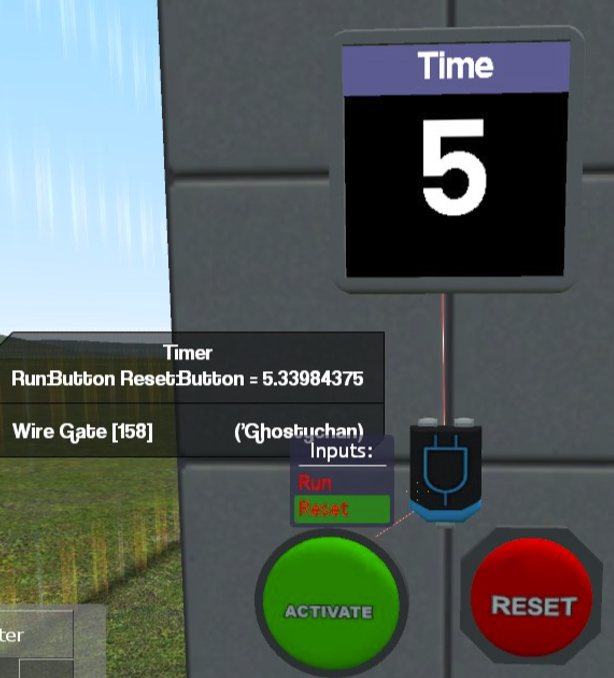 Time
5
Timer
Run:Button Reset:Button = 5.33984375
Wire Gate [158] ('Ghostychan)
Inputs:
Run
Reset
ACTIVATE
RESET
ter